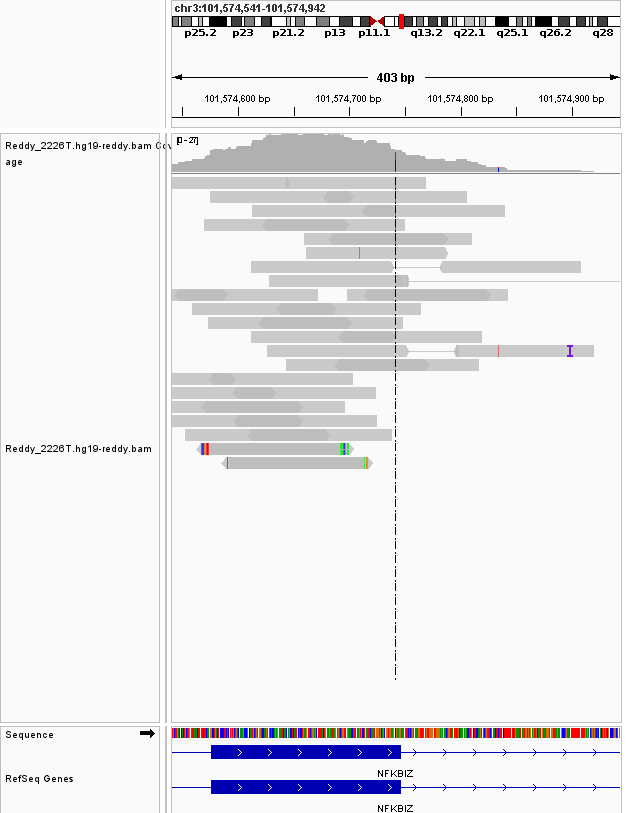 chr3:101,574,541-101,574,942
p25.2 p23 p21.2 p13 p11.1 q13.2 q22.1 q25.1 q26.2 q28
403 bp
101,574,600 bp 101,574,700 bp 101,574,800 bp 101,574,900 bp
Reddy_2226T.hg19-reddy.bam Cov
age
[0-27]
Reddy_2226T.hg19-reddy.bam
Sequence
NFKBIZ
RefSeq Genes
NFKBIZ